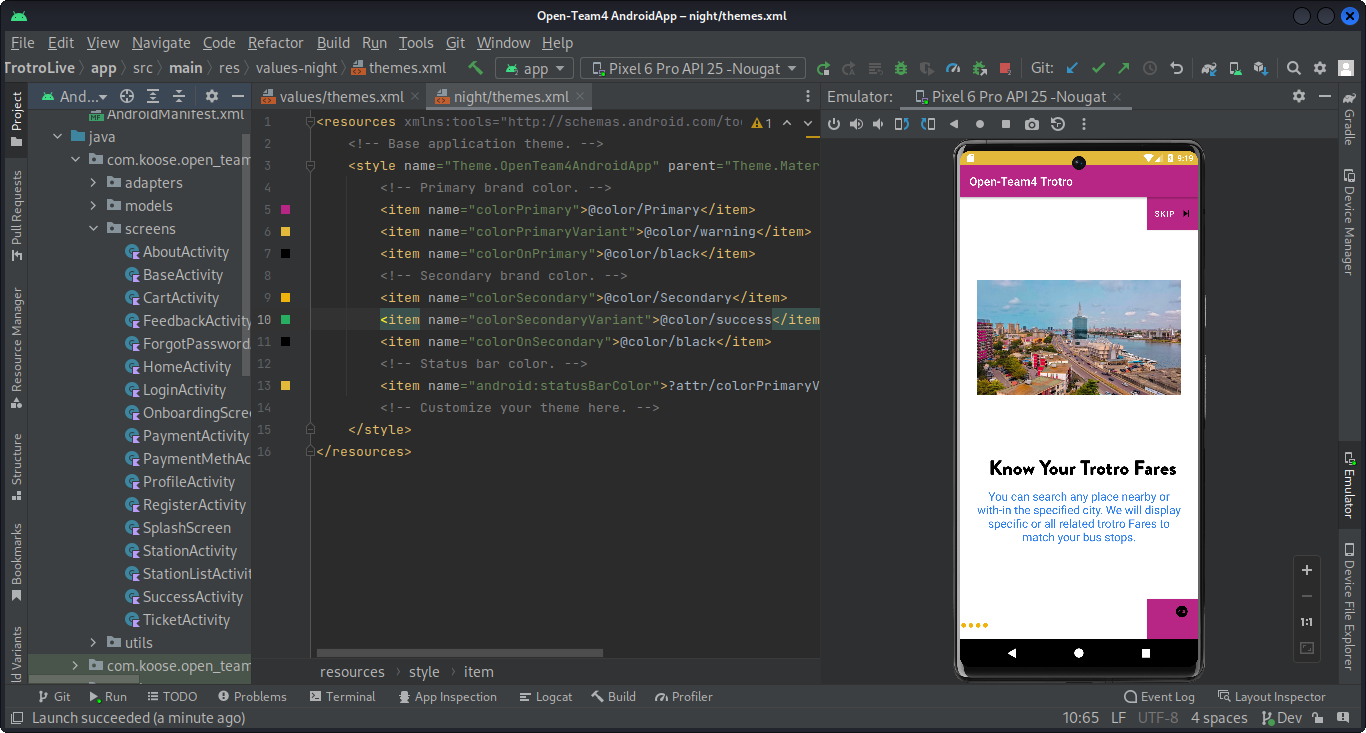 Open-Team4 AndroidApp – night/themes.xml
File Edit View Navigate Code Refactor Build Run Tools Git Window Help
TrotroLive app src main res values-night themes.xml app Pixel 6 Pro API 25 -Nougat Git:
And... values/themes.xml night/themes.xml Emulator: Pixel 6 Pro API 25 -Nougat
Project
Pull Requests
Resource Manager
Structure
Bookmarks
ld Variants
AndroidManifest.xml
java
com.koose.open_team
adapters
models
screens
AboutActivity
BaseActivity
CartActivity
FeedbackActivity
ForgotPassword
HomeActivity
LoginActivity
OnboardingScree
PaymentActivity
PaymentMethAc
ProfileActivity
RegisterActivity
SplashScreen
StationActivity
StationListActivit
SuccessActivity
TicketActivity
utils
com.koose.open_team
1 <resources xmlns:tools="http://schemas.android.com/too 1
2 <!-- Base application theme. -->
3 <style name="Theme.OpenTeam4AndroidApp" parent="Theme.Mater
4 <!-- Primary brand color. -->
5 <item name="colorPrimary">@color/Primary</item>
6 <item name="colorPrimaryVariant">@color/warning</item>
7 <item name="colorOnPrimary">@color/black</item>
8 <!-- Secondary brand color. -->
9 <item name="colorSecondary">@color/Secondary</item>
10 <item name="colorSecondaryVariant">@color/success</item
11 <item name="colorOnSecondary">@color/black</item>
12 <!-- Status bar color. -->
13 <item name="android:statusBarColor">?attr/colorPrimaryV
14 <!-- Customize your theme here. -->
15 </style>
16 </resources>
resources style item
9:19
Open-Team4 Trotro
SKIP
Know Your Trotro Fares
You can search any place nearby or
with-in the specified city. We will display
specific or all related trotro Fares to
match your bus stops.
1:1
Gradle
Device Manager
Emulator
Device File Explorer
Git Run TODO Problems Terminal App Inspection Logcat Build Profiler Event Log Layout Inspector
Launch succeeded (a minute ago) 10:65 LF UTF-8 4 spaces Dev